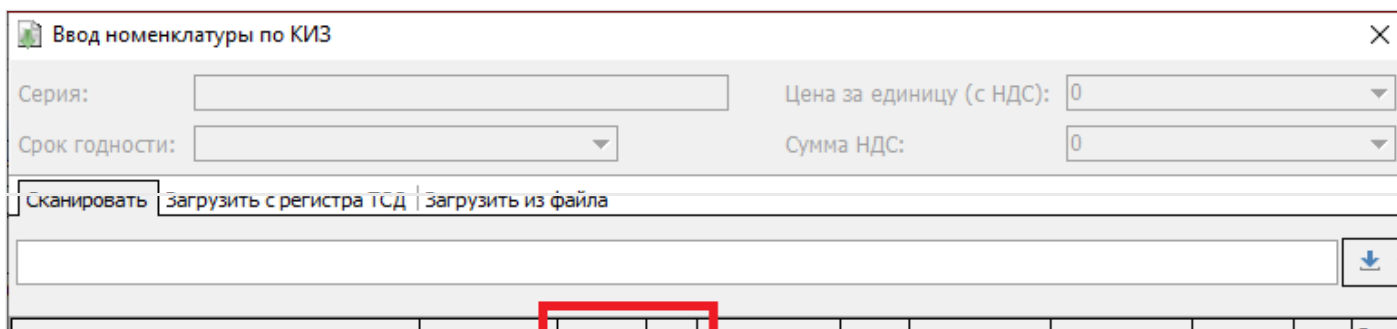 Ввод номенклатуры по КИЗ
Серия: Цена за единицу (с НДС): 0
Срок годности: Сумма НДС: 0
Сканировать Загрузить с регистра ТСД Загрузить из файла